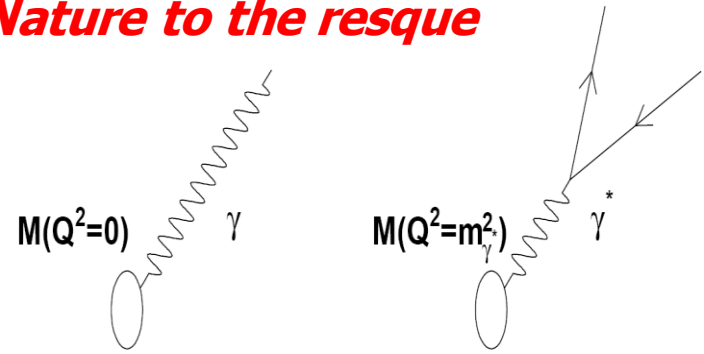 Nature to the resque
M(Q²=0)
γ
M(Q²=m²γ*)
γ*